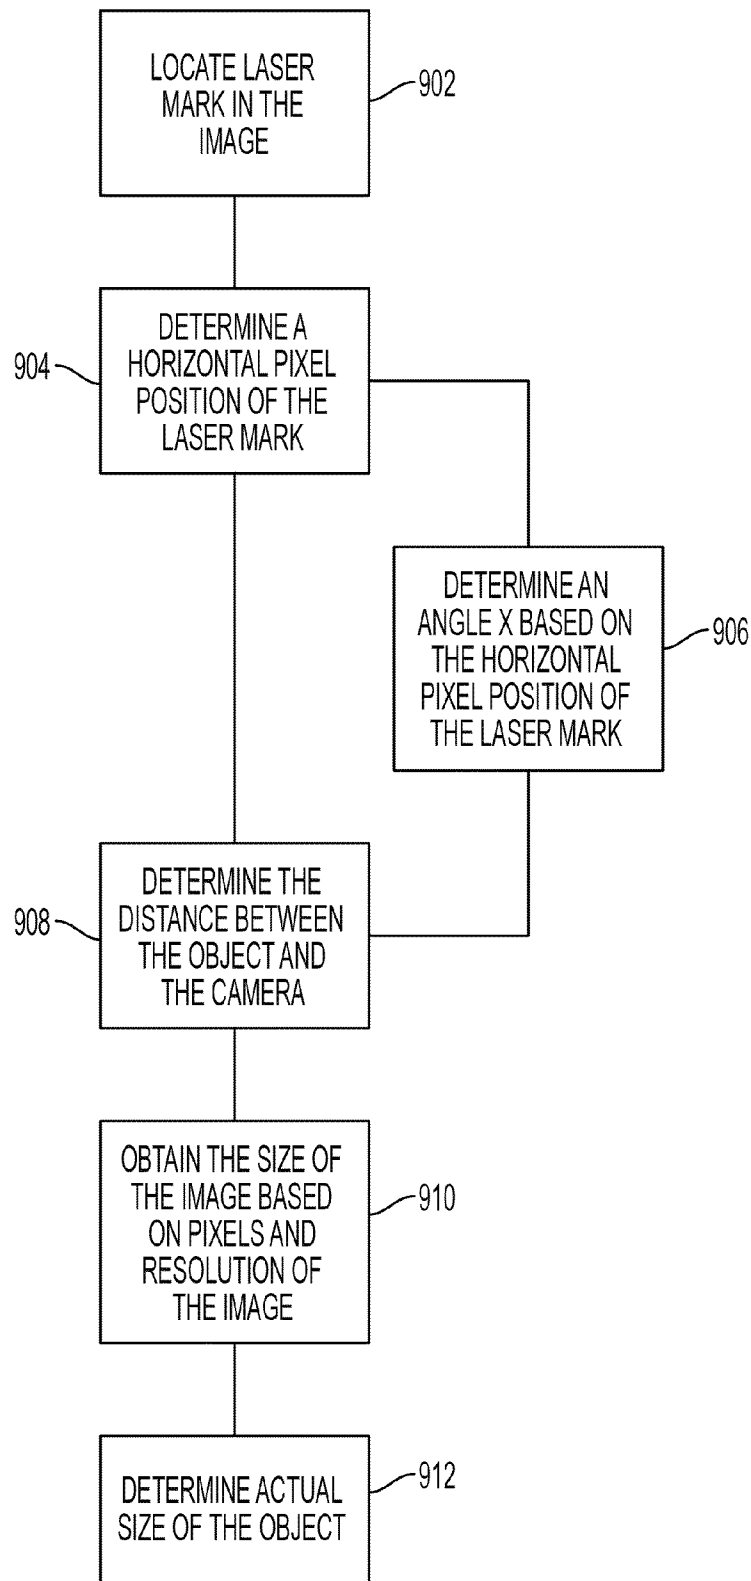 LOCATE LASER
MARK IN THE
IMAGE
902
DETERMINE A
HORIZONTAL PIXEL
POSITION OF THE
LASER MARK
904
DETERMINE AN
ANGLE X BASED ON
THE HORIZONTAL
PIXEL POSITION OF
THE LASER MARK
906
DETERMINE THE
DISTANCE BETWEEN
THE OBJECT AND
THE CAMERA
908
OBTAIN THE SIZE OF
THE IMAGE BASED
ON PIXELS AND
RESOLUTION OF
THE IMAGE
910
DETERMINE ACTUAL
SIZE OF THE OBJECT
912